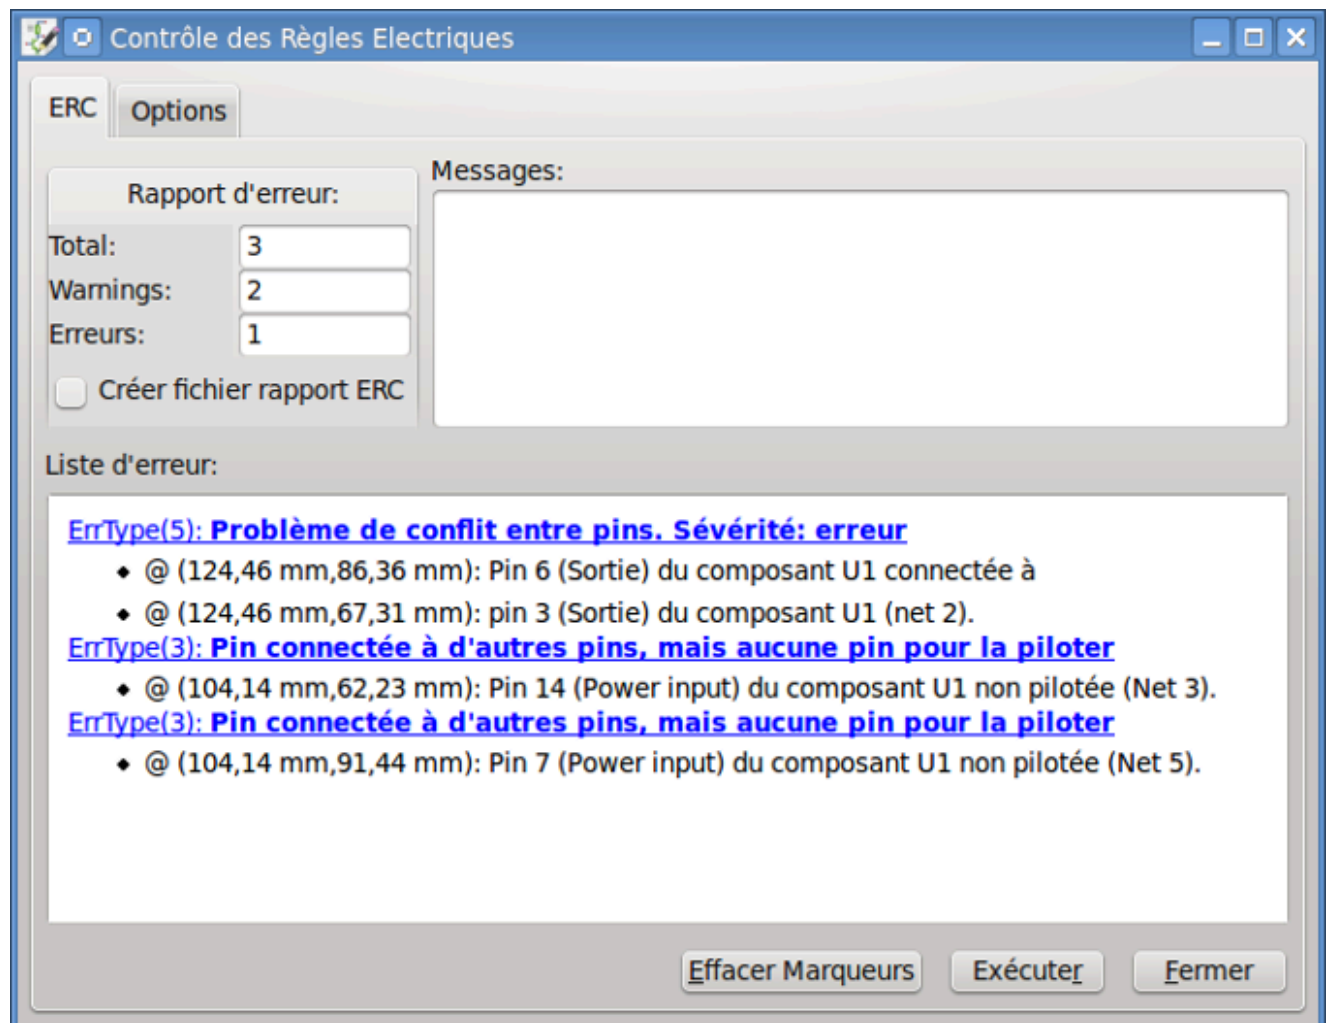 Contrôle des Règles Electriques
ERC Options
Rapport d'erreur:
Messages:
Total: 3
Warnings: 2
Erreurs: 1
Créer fichier rapport ERC
Liste d'erreur:
ErrType(5): Problème de conflit entre pins. Sévérité: erreur
@ (124,46 mm,86,36 mm): Pin 6 (Sortie) du composant U1 connectée à
@ (124,46 mm,67,31 mm): pin 3 (Sortie) du composant U1 (net 2).
ErrType(3): Pin connectée à d'autres pins, mais aucune pin pour la piloter
@ (104,14 mm,62,23 mm): Pin 14 (Power input) du composant U1 non pilotée (Net 3).
ErrType(3): Pin connectée à d'autres pins, mais aucune pin pour la piloter
@ (104,14 mm,91,44 mm): Pin 7 (Power input) du composant U1 non pilotée (Net 5).
Effacer Marqueurs Exécuter Fermer